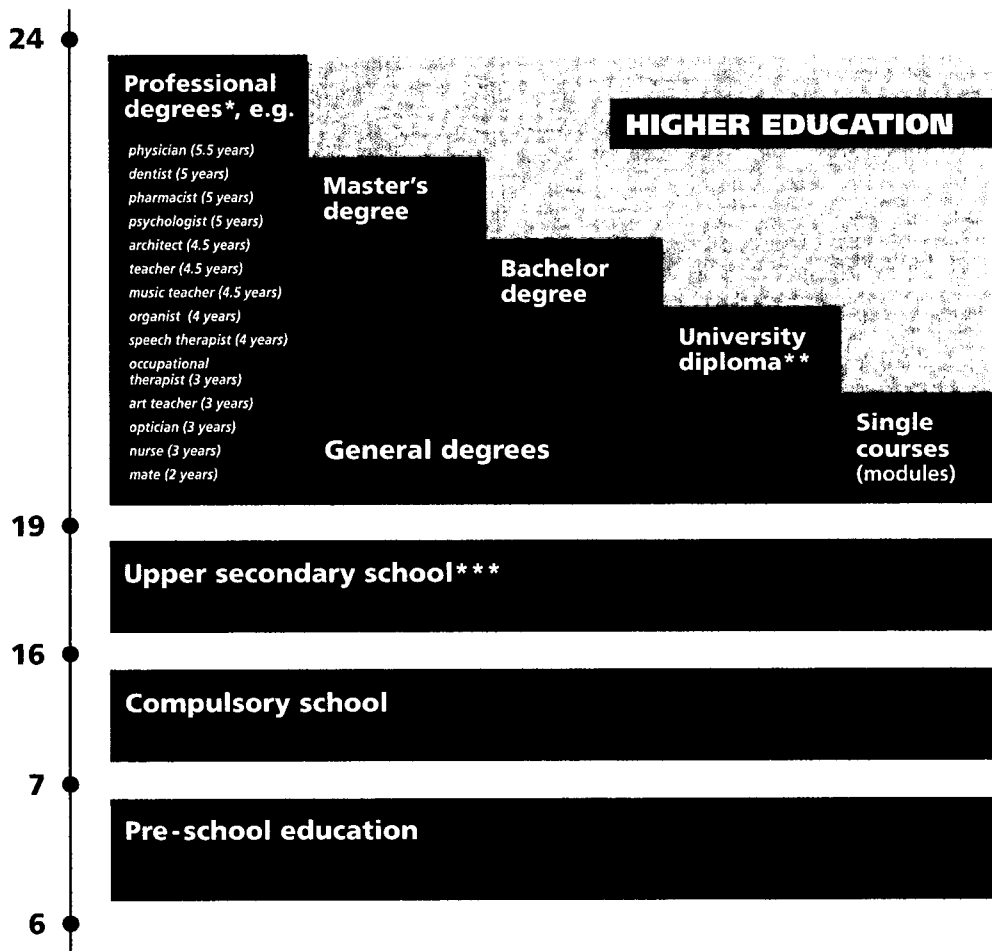 24
Professional
degrees*, e.g.
physician (5.5 years)
dentist (5 years)
pharmacist (5 years)
psychologist (5 years)
architect (4.5 years)
teacher (4.5 years)
music teacher (4.5 years)
organist (4 years)
speech therapist (4 years)
occupational
therapist (3 years)
art teacher (3 years)
optician (3 years)
nurse (3 years)
mate (2 years)
HIGHER EDUCATION
Master's
degree
Bachelor
degree
University
diploma**
Single
courses
(modules)
General degrees
19
Upper secondary school***
16
Compulsory school
7
Pre-school education
6